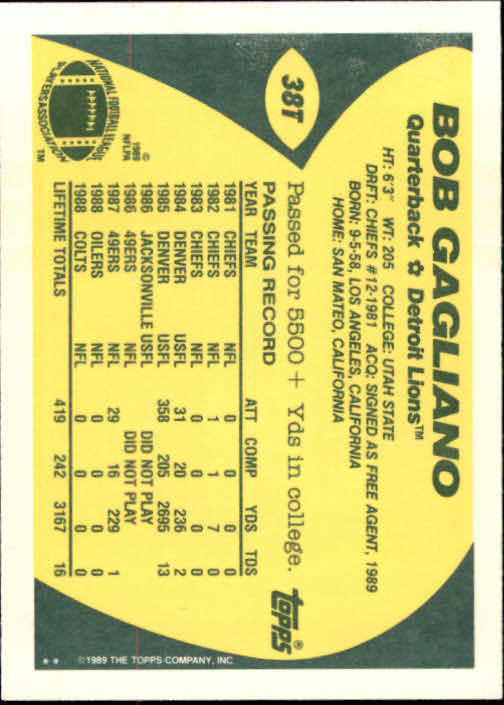 38T
BOB GAGLIANO
Quarterback ✿ Detroit Lions™
HT: 6'3" WT: 205 COLLEGE: UTAH STATE
DRFT: CHIEFS #12-1981 ACQ: SIGNED AS FREE AGENT, 1989
BORN: 9-5-58, LOS ANGELES, CALIFORNIA
HOME: SAN MATEO, CALIFORNIA
Passed for 5500 + Yds in college.
PASSING RECORD
YEAR TEAM ATT COMP YDS TDS
1981 CHIEFS NFL 0 0 0 0
1982 CHIEFS NFL 1 1 7 0
1983 CHIEFS NFL 0 0 0 0
1984 DENVER USFL 31 20 236 2
1985 DENVER USFL 358 205 2695 13
1986 JACKSONVILLE USFL DID NOT PLAY
1986 49ERS NFL DID NOT PLAY
1987 49ERS NFL 29 16 229 1
1988 OILERS NFL 0 0 0 0
1988 COLTS NFL 0 0 0 0
LIFETIME TOTALS 419 242 3167 16
topps®
NATIONAL FOOTBALL LEAGUE
PLAYERS ASSOCIATION
™
©
1989
NFLPA
** ©1989 THE TOPPS COMPANY, INC.